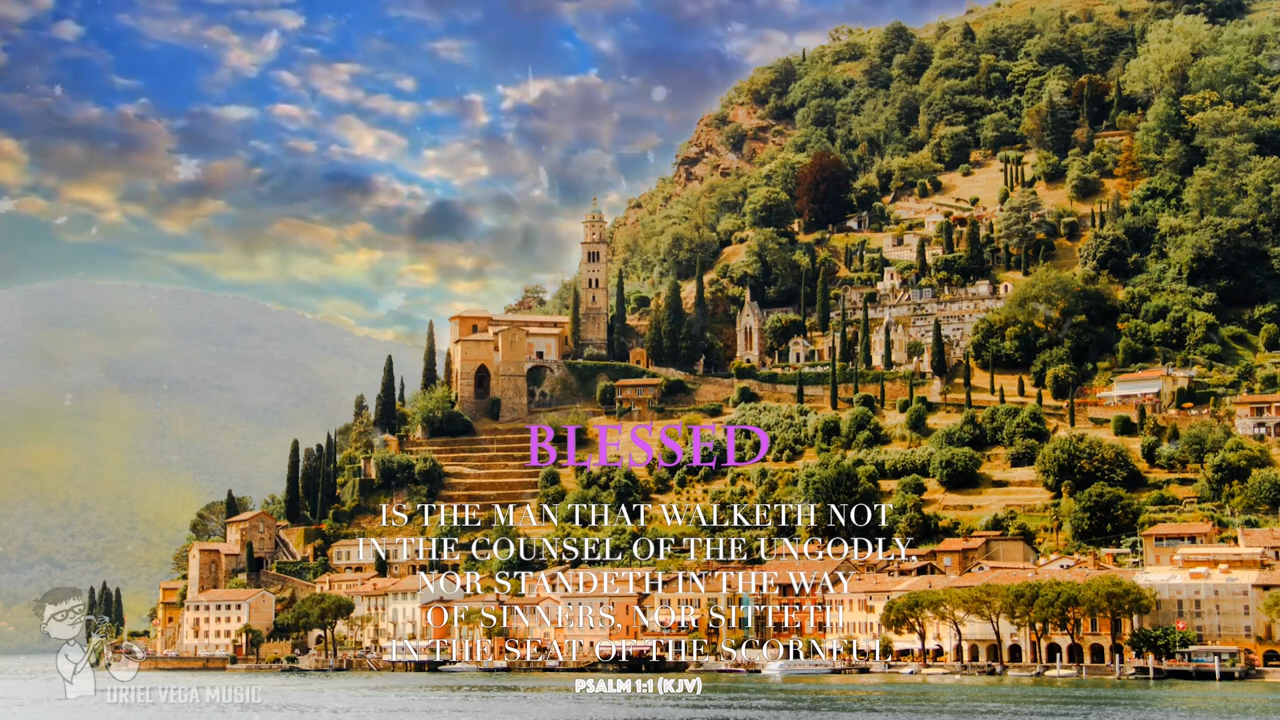 BLESSED
IS THE MAN THAT WALKETH NOT
IN THE COUNSEL OF THE UNGODLY,
NOR STANDETH IN THE WAY
OF SINNERS, NOR SITTETH
IN THE SEAT OF THE SCORNFUL.
PSALM 1:1 (KJV)
URIEL VEGA MUSIC